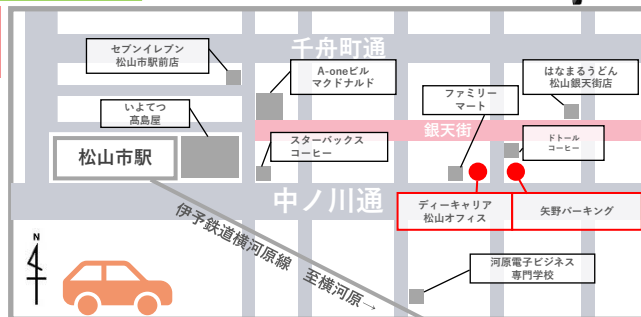 千舟町通
セブンイレブン
松山市駅前店
A-oneビル
マクドナルド
はなまるうどん
松山銀天街店
ファミリー
マート
いよてつ
髙島屋
銀天街
スターバックス
コーヒー
ドトール
コーヒー
松山市駅
中ノ川通
ディーキャリア
松山オフィス
矢野パーキング
伊予鉄道横河原線 至横河原→
河原電子ビジネス
専門学校
N